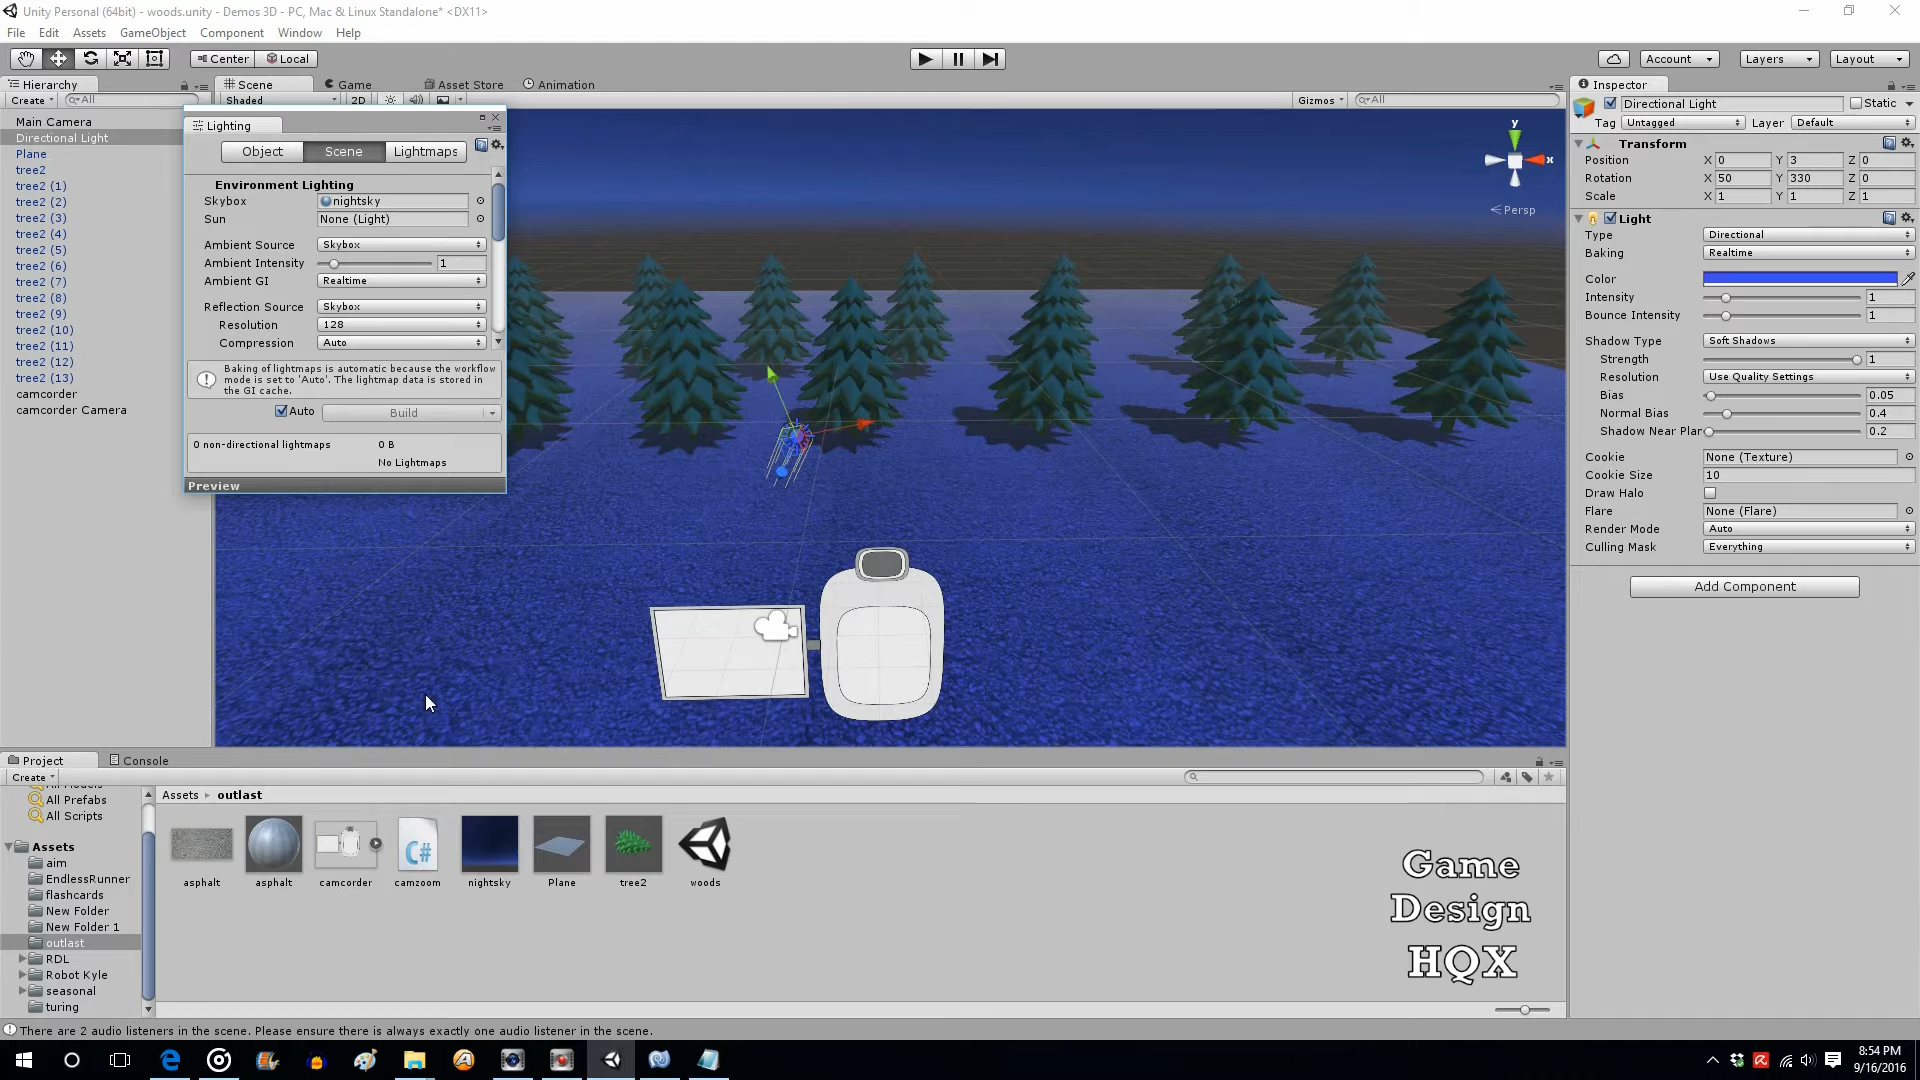 Unity Personal (64bit) - woods.unity - Demos 3D - PC, Mac & Linux Standalone* <DX11>
File Edit Assets GameObject Component Window Help
Center Local Account Layers Layout
Hierarchy
Create All
Main Camera
Directional Light
Plane
tree2
tree2 (1)
tree2 (2)
tree2 (3)
tree2 (4)
tree2 (5)
tree2 (6)
tree2 (7)
tree2 (8)
tree2 (9)
tree2 (10)
tree2 (11)
tree2 (12)
tree2 (13)
camcorder
camcorder Camera
Scene Game Asset Store Animation
Shaded 2D Gizmos All
Lighting
Object Scene Lightmaps
Environment Lighting
Skybox nightsky
Sun None (Light)
Ambient Source Skybox
Ambient Intensity 1
Ambient GI Realtime
Reflection Source Skybox
Resolution 128
Compression Auto
Baking of lightmaps is automatic because the workflow
mode is set to 'Auto'. The lightmap data is stored in
the GI cache.
Auto Build
0 non-directional lightmaps 0 B
No Lightmaps
Preview
y
x
Persp
Inspector
Directional Light Static
Tag Untagged Layer Default
Transform
Position X 0 Y 3 Z 0
Rotation X 50 Y 330 Z 0
Scale X 1 Y 1 Z 1
Light
Type Directional
Baking Realtime
Color
Intensity 1
Bounce Intensity 1
Shadow Type Soft Shadows
Strength 1
Resolution Use Quality Settings
Bias 0.05
Normal Bias 0.4
Shadow Near Plar 0.2
Cookie None (Texture)
Cookie Size 10
Draw Halo
Flare None (Flare)
Render Mode Auto
Culling Mask Everything
Add Component
Project Console
Create
All Models
All Prefabs
All Scripts
Assets
aim
EndlessRunner
flashcards
New Folder
New Folder 1
outlast
RDL
Robot Kyle
seasonal
turing
Assets outlast
C#
asphalt asphalt camcorder camzoom nightsky Plane tree2 woods
Game
Design
HQX
There are 2 audio listeners in the scene. Please ensure there is always exactly one audio listener in the scene.
8:54 PM
9/16/2016